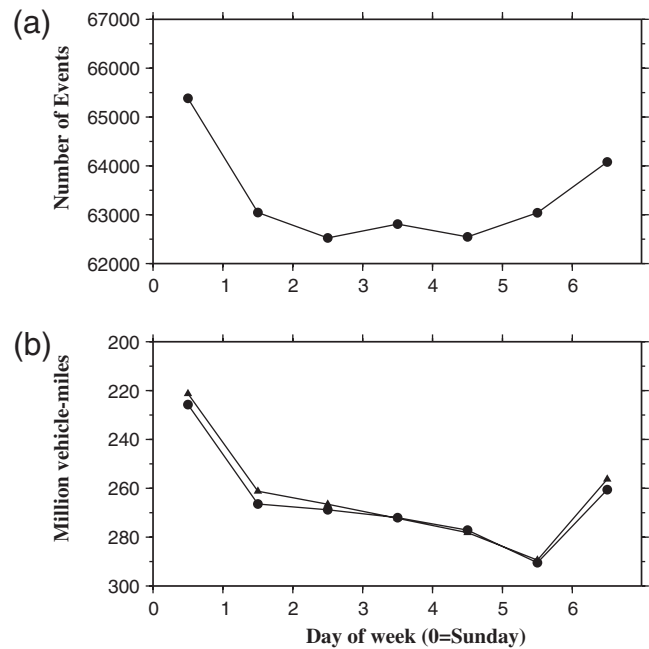 (a)
Number of Events
67000
66000
65000
64000
63000
62000
0 1 2 3 4 5 6
(b)
Million vehicle-miles
200
220
240
260
280
300
0 1 2 3 4 5 6
Day of week (0=Sunday)